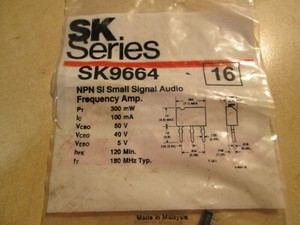 SK
Series
SK9664
16
NPN Si Small Signal Audio
Frequency Amp.
PT 300 mW
IC 100 mA
VCBO 50 V
VCEO 40 V
VEBO 5 V
hFE 120 Min.
fT 180 MHz Typ.
Made in Malaysia